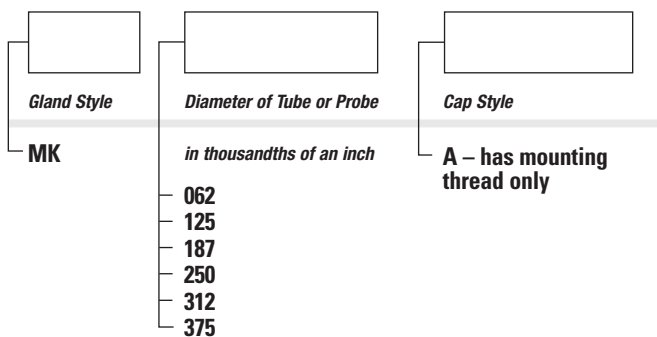 Gland Style
Diameter of Tube or Probe
Cap Style
MK
in thousandths of an inch
A – has mounting
thread only
062
125
187
250
312
375